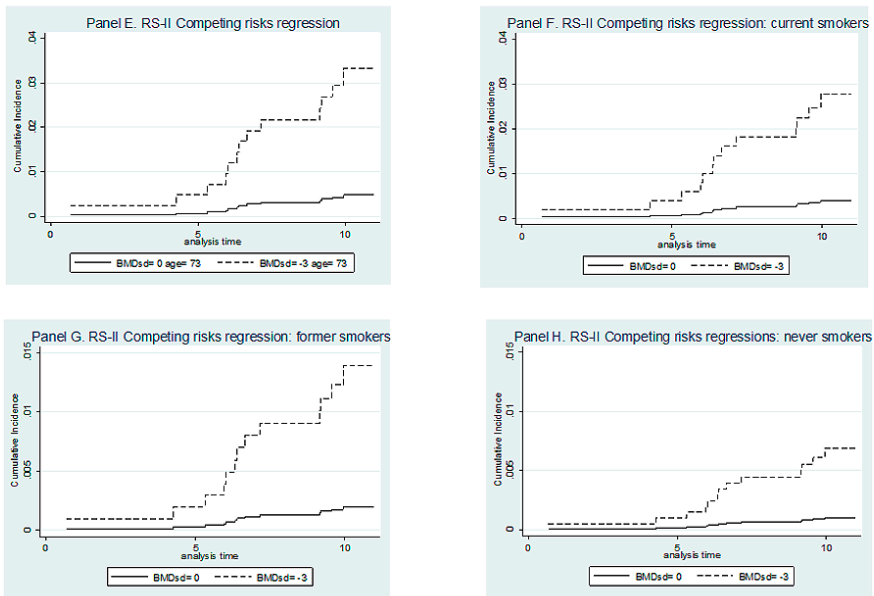 Panel E. RS-II Competing risks regression
Cumulative Incidence
.04
.03
.02
.01
0
0 5 10
analysis time
BMDsd= 0 age= 73 BMDsd= -3 age= 73
Panel F. RS-II Competing risks regression: current smokers
Cumulative Incidence
.04
.03
.02
.01
0
0 5 10
analysis time
BMDsd= 0 BMDsd= -3
Panel G. RS-II Competing risks regression: former smokers
Cumulative Incidence
.015
.01
.005
0
0 5 10
analysis time
BMDsd= 0 BMDsd= -3
Panel H. RS-II Competing risks regressions: never smokers
Cumulative Incidence
.015
.01
.005
0
0 5 10
analysis time
BMDsd= 0 BMDsd= -3